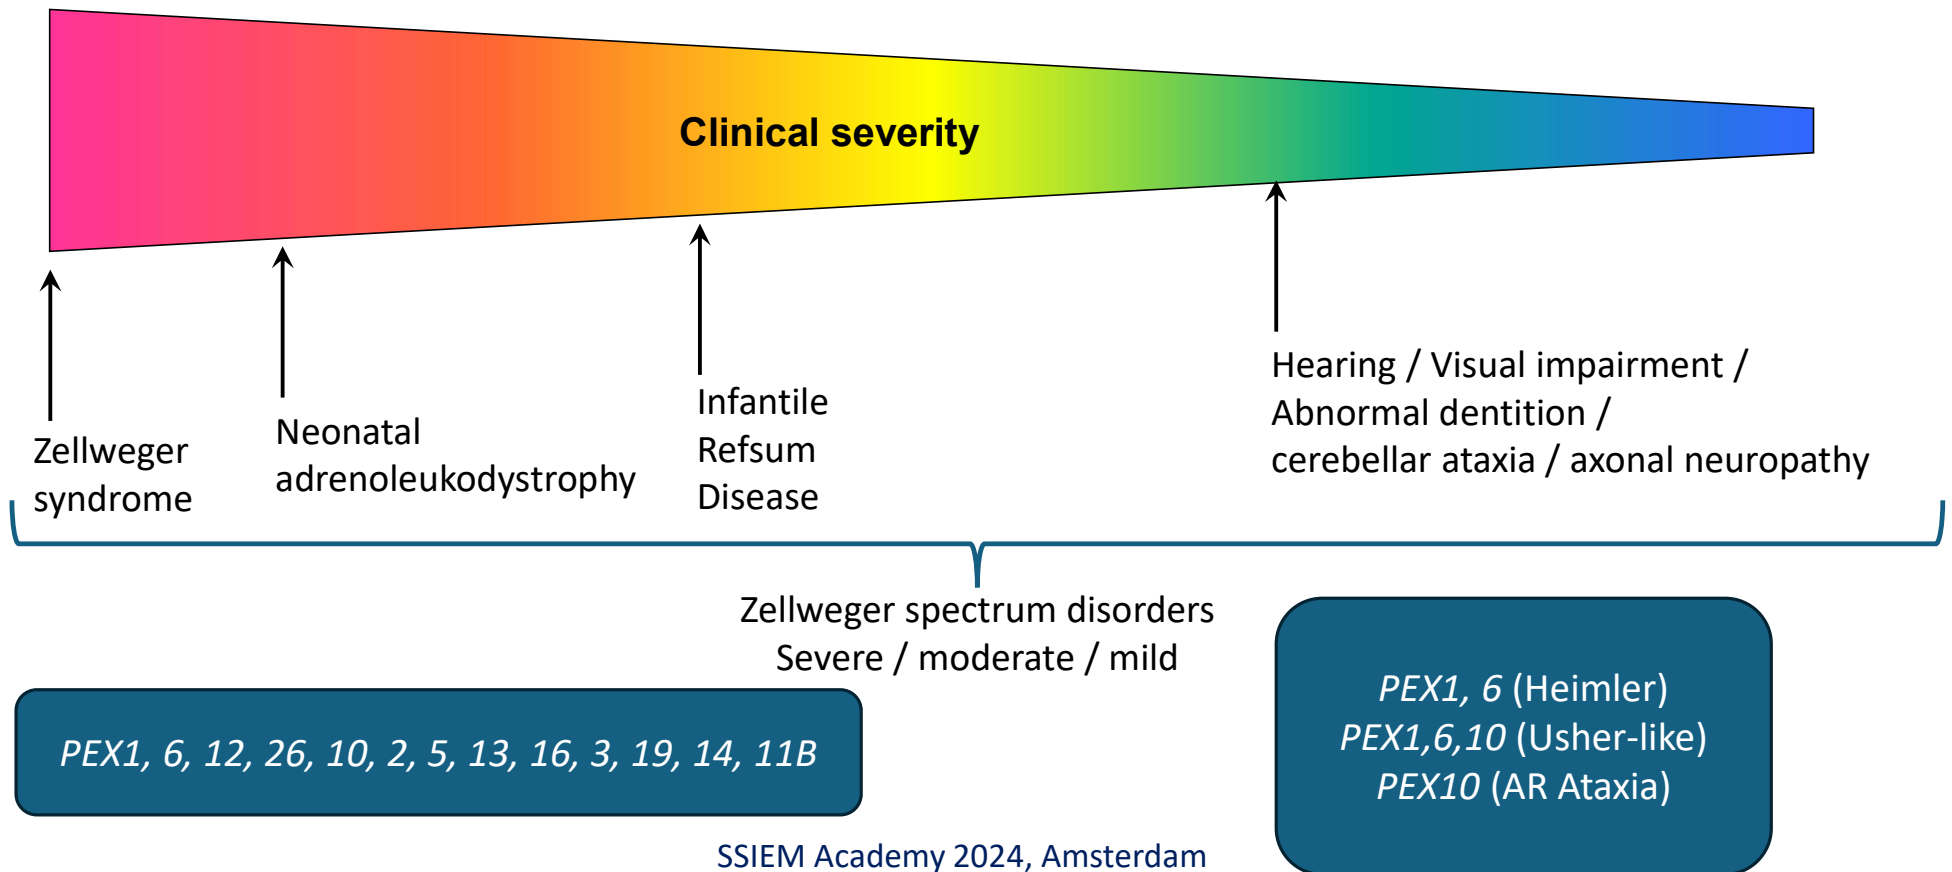 Clinical severity
Zellweger
syndrome
Neonatal
adrenoleukodystrophy
Infantile
Refsum
Disease
Hearing / Visual impairment /
Abnormal dentition /
cerebellar ataxia / axonal neuropathy
Zellweger spectrum disorders
Severe / moderate / mild
PEX1, 6, 12, 26, 10, 2, 5, 13, 16, 3, 19, 14, 11B
PEX1, 6 (Heimler)
PEX1,6,10 (Usher-like)
PEX10 (AR Ataxia)
SSIEM Academy 2024, Amsterdam